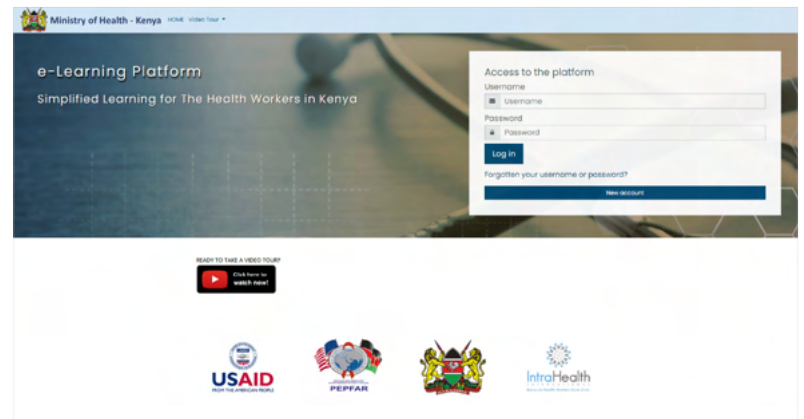 Ministry of Health - Kenya HOME Video Tour
e-Learning Platform
Simplified Learning for The Health Workers in Kenya
Access to the platform
Username
Username
Password
Password
Log in
Forgotten your username or password?
New account
READY TO TAKE A VIDEO TOUR?
Click here to
watch now!
USAID
FROM THE AMERICAN PEOPLE
PEPFAR
IntraHealth